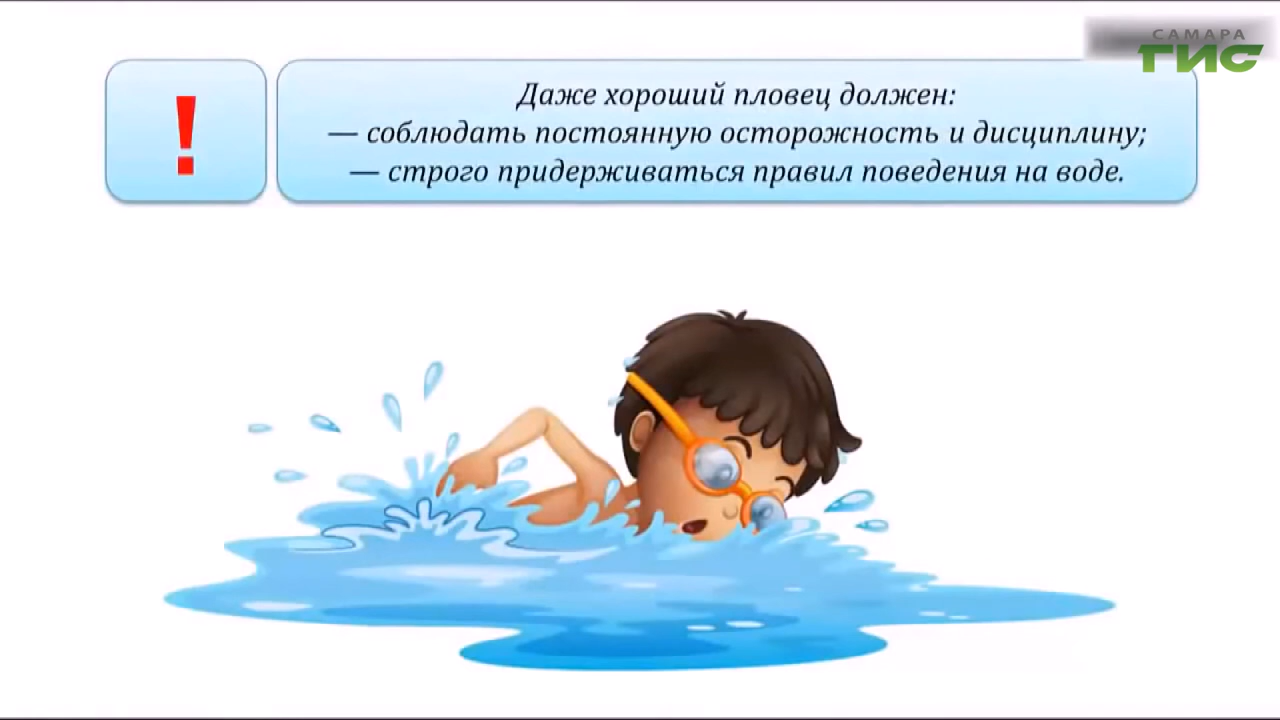 САМАРА
ГИС
!
Даже хороший пловец должен:
— соблюдать постоянную осторожность и дисциплину;
— строго придерживаться правил поведения на воде.